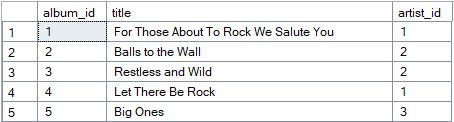 album_id title artist_id
1 1 For Those About To Rock We Salute You 1
2 2 Balls to the Wall 2
3 3 Restless and Wild 2
4 4 Let There Be Rock 1
5 5 Big Ones 3